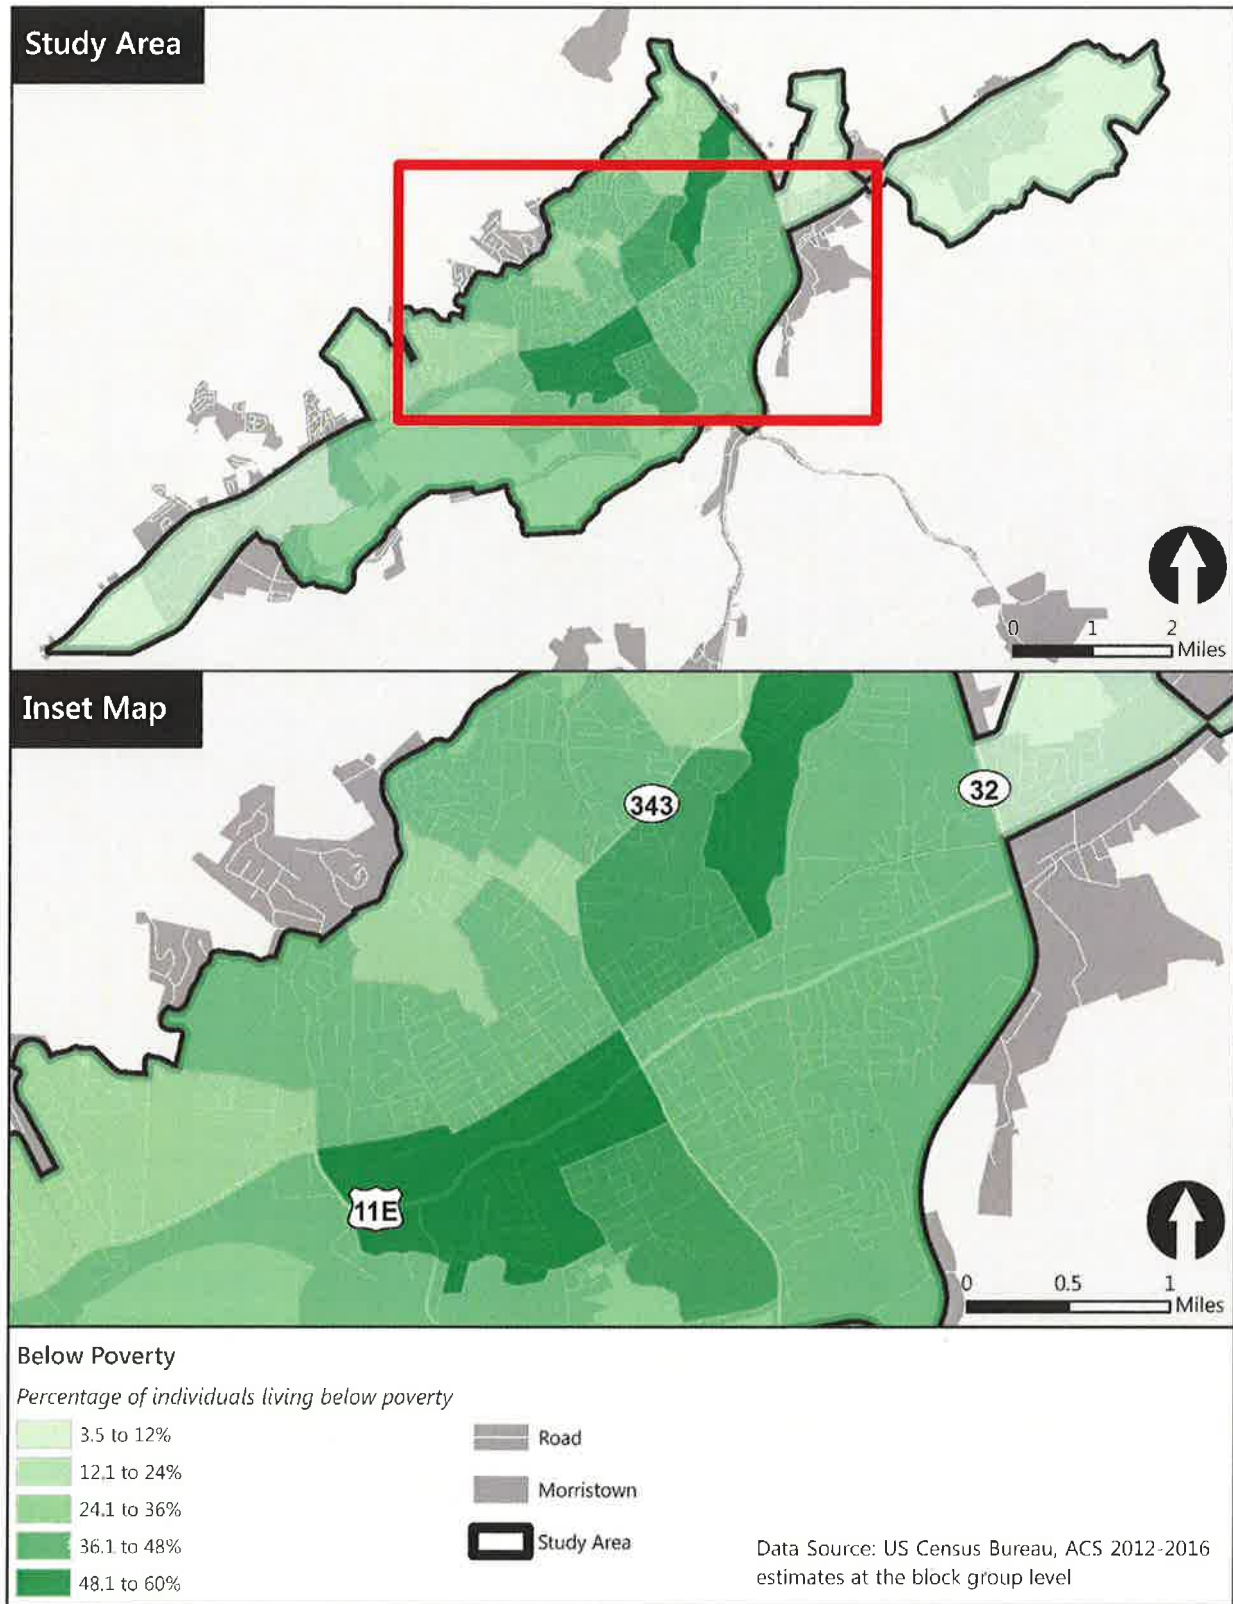 Study Area
0 1 2
Miles
Inset Map
343
32
11E
0 0.5 1
Miles
Below Poverty
Percentage of individuals living below poverty
3.5 to 12%
12.1 to 24%
24.1 to 36%
36.1 to 48%
48.1 to 60%
Road
Morristown
Study Area
Data Source: US Census Bureau, ACS 2012-2016
estimates at the block group level